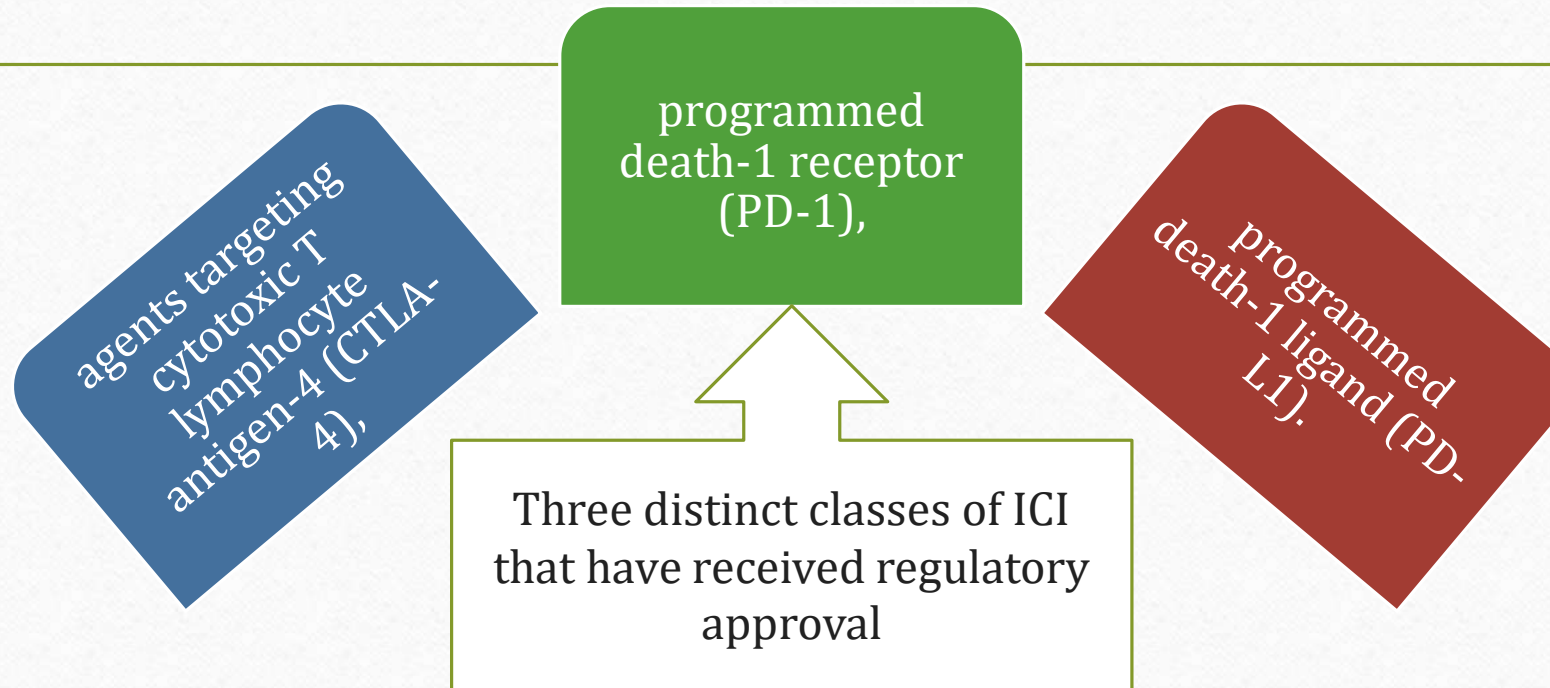 agents targeting
cytotoxic T
lymphocyte
antigen-4 (CTLA-
4),
programmed
death-1 receptor
(PD-1),
programmed
death-1 ligand (PD-
L1).
Three distinct classes of ICI
that have received regulatory
approval